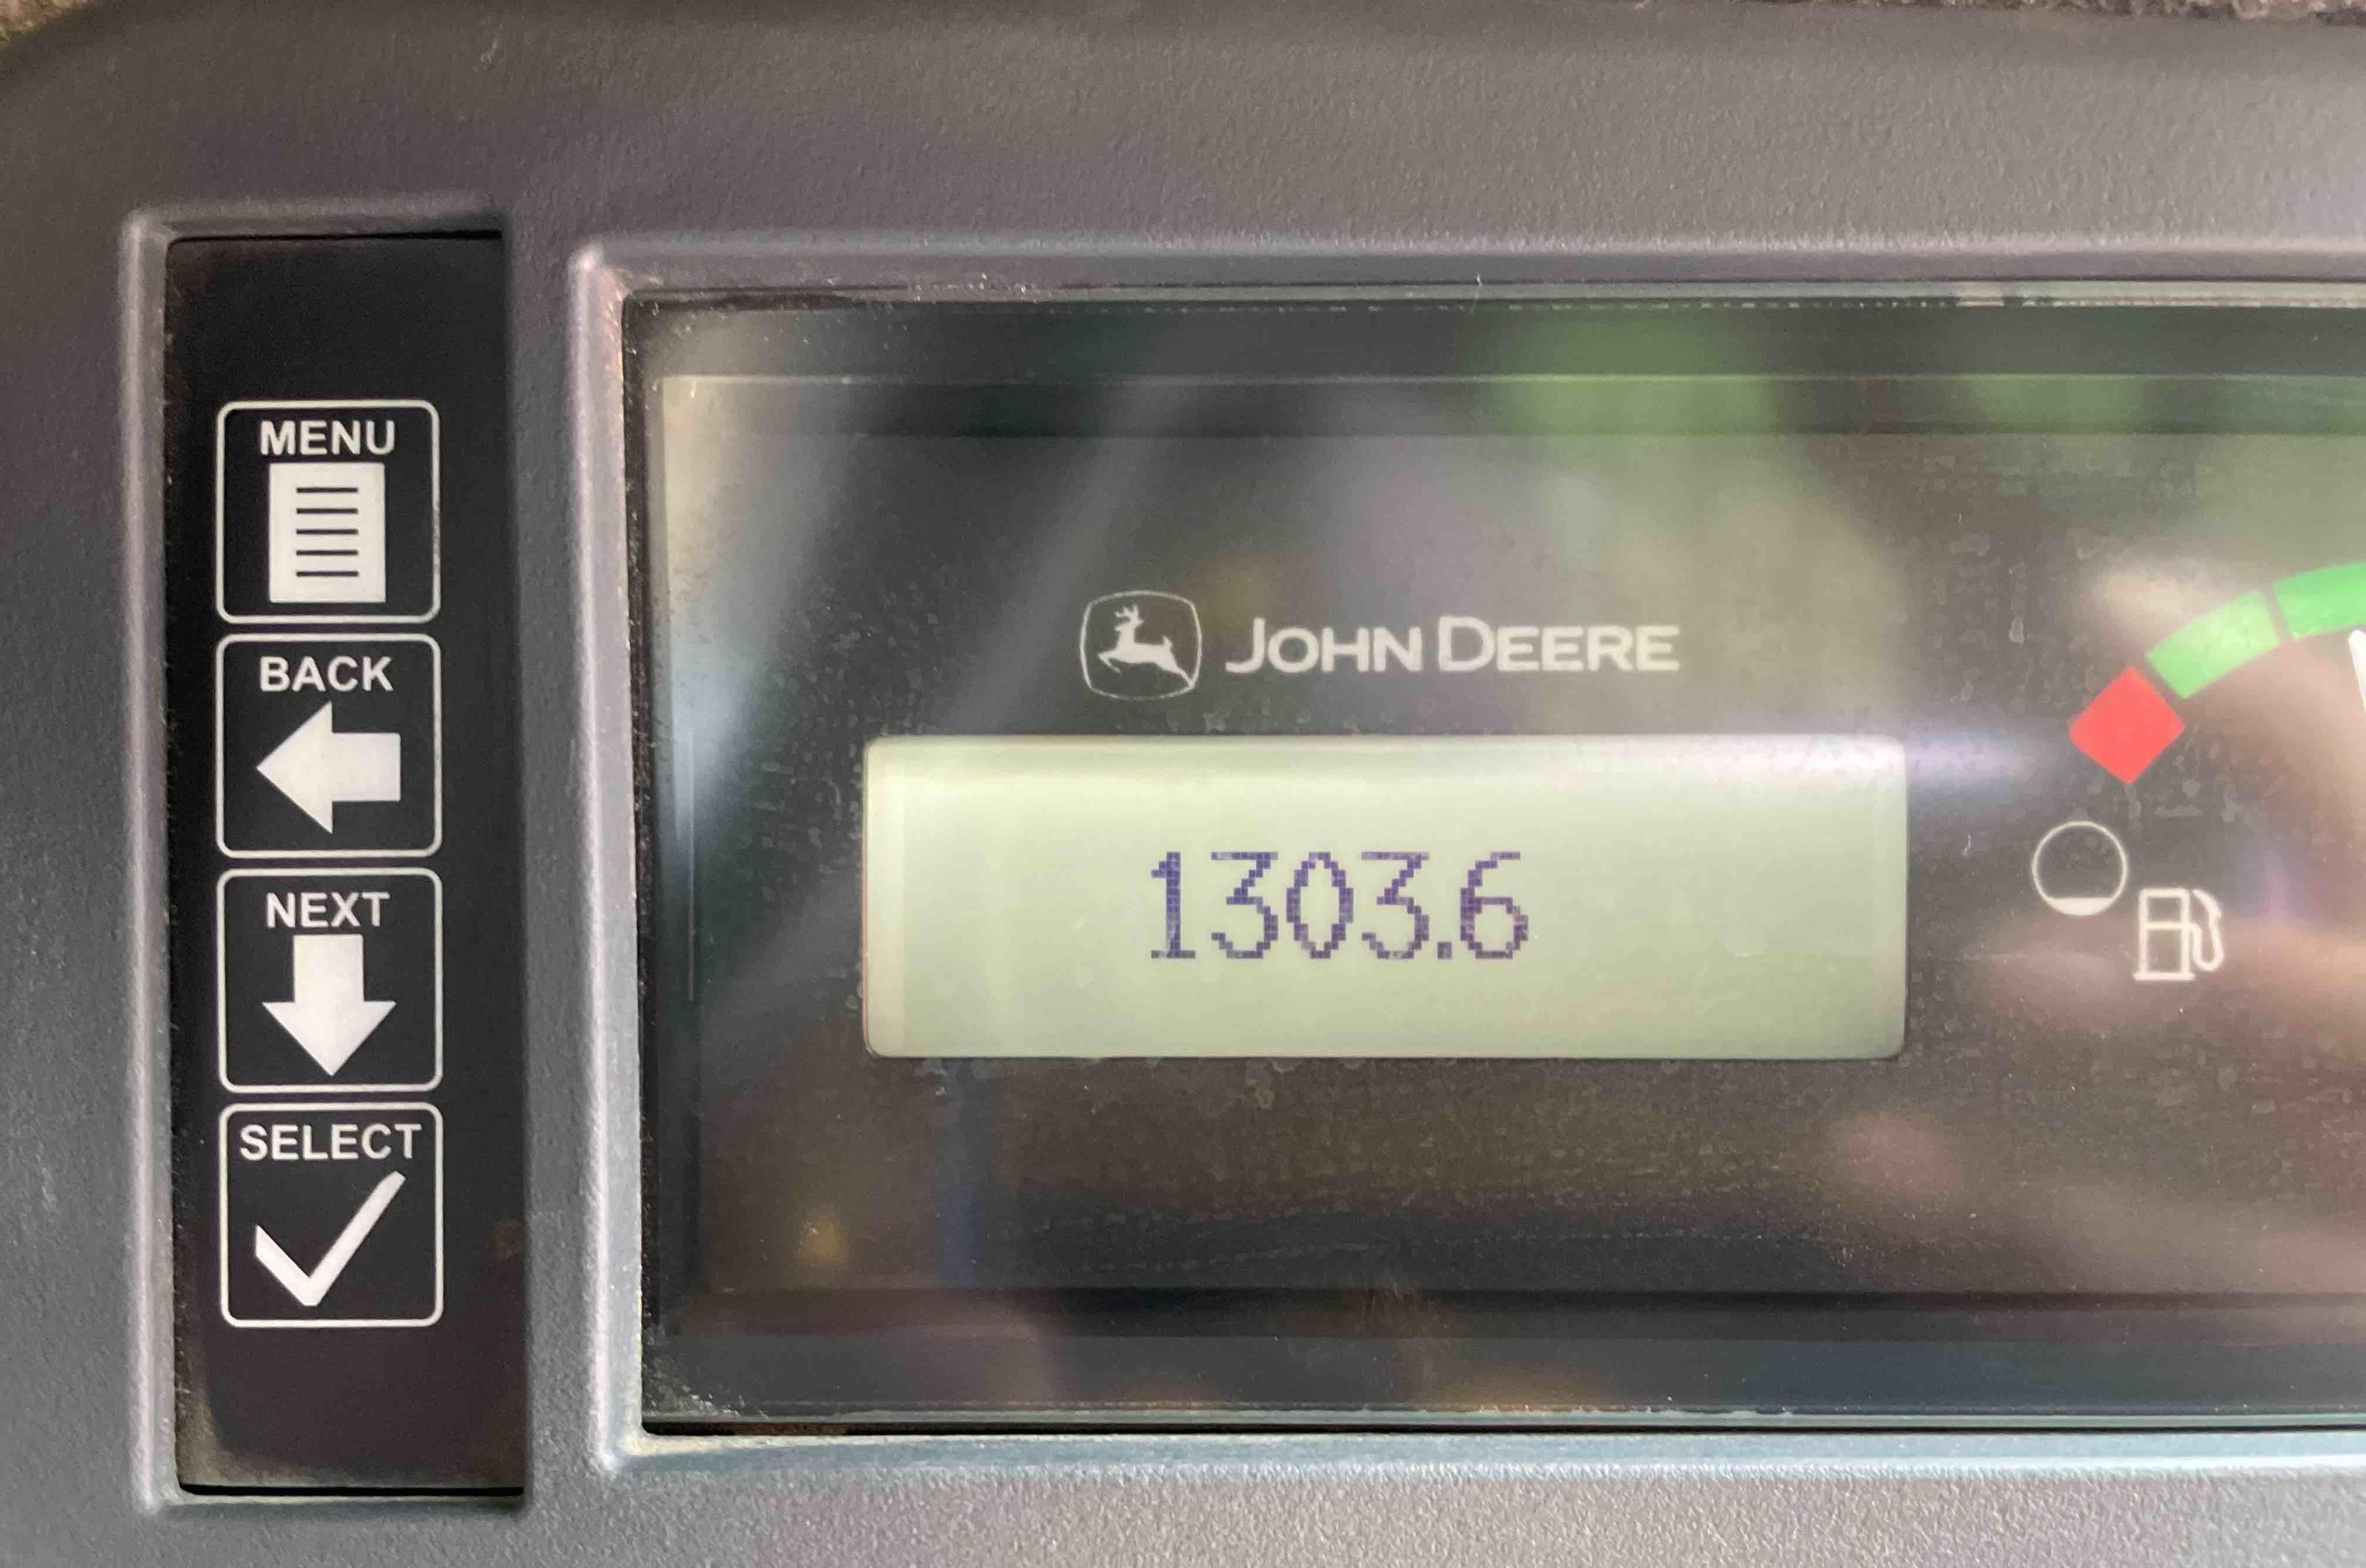 MENU
BACK
NEXT
SELECT
JOHN DEERE
1303.6